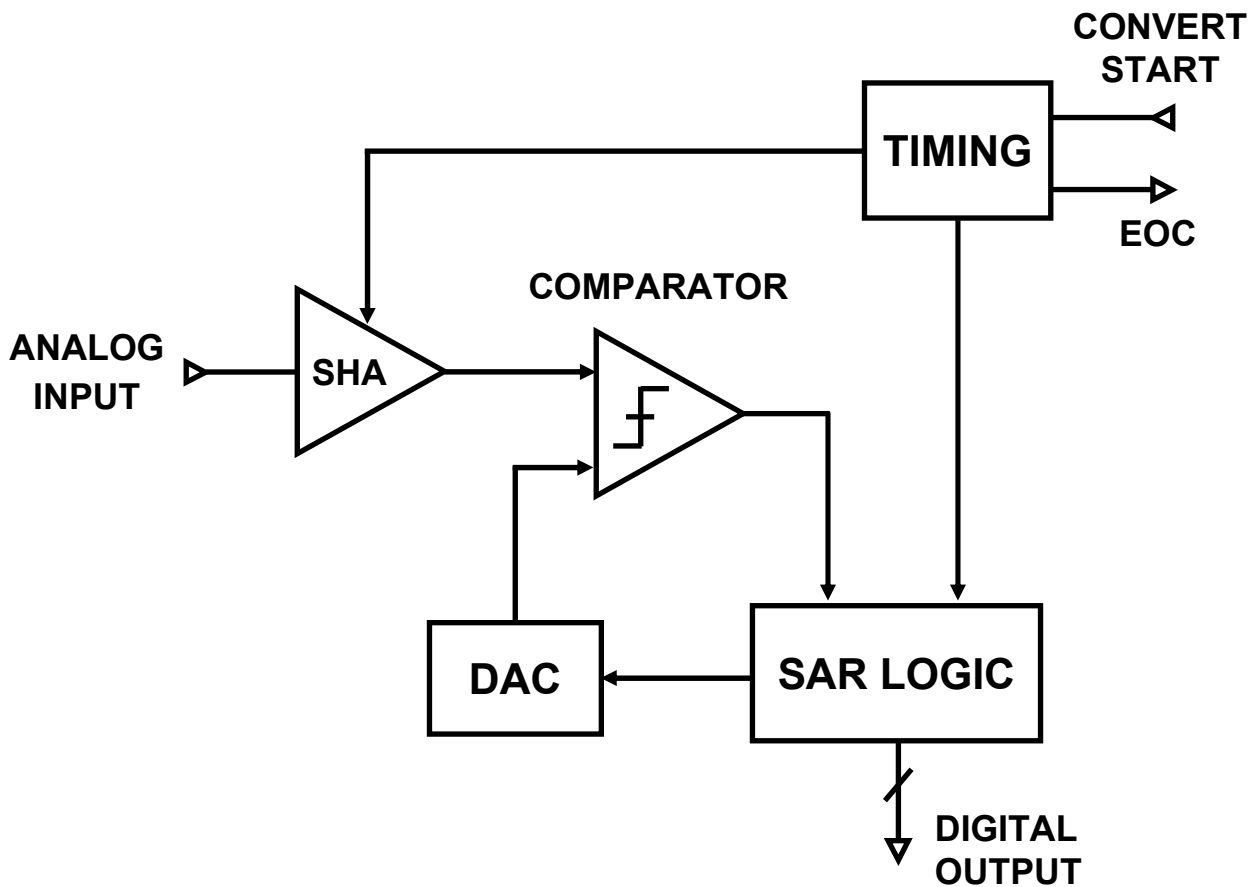 CONVERT
START
TIMING
EOC
COMPARATOR
ANALOG
INPUT
SHA
DAC
SAR LOGIC
DIGITAL
OUTPUT